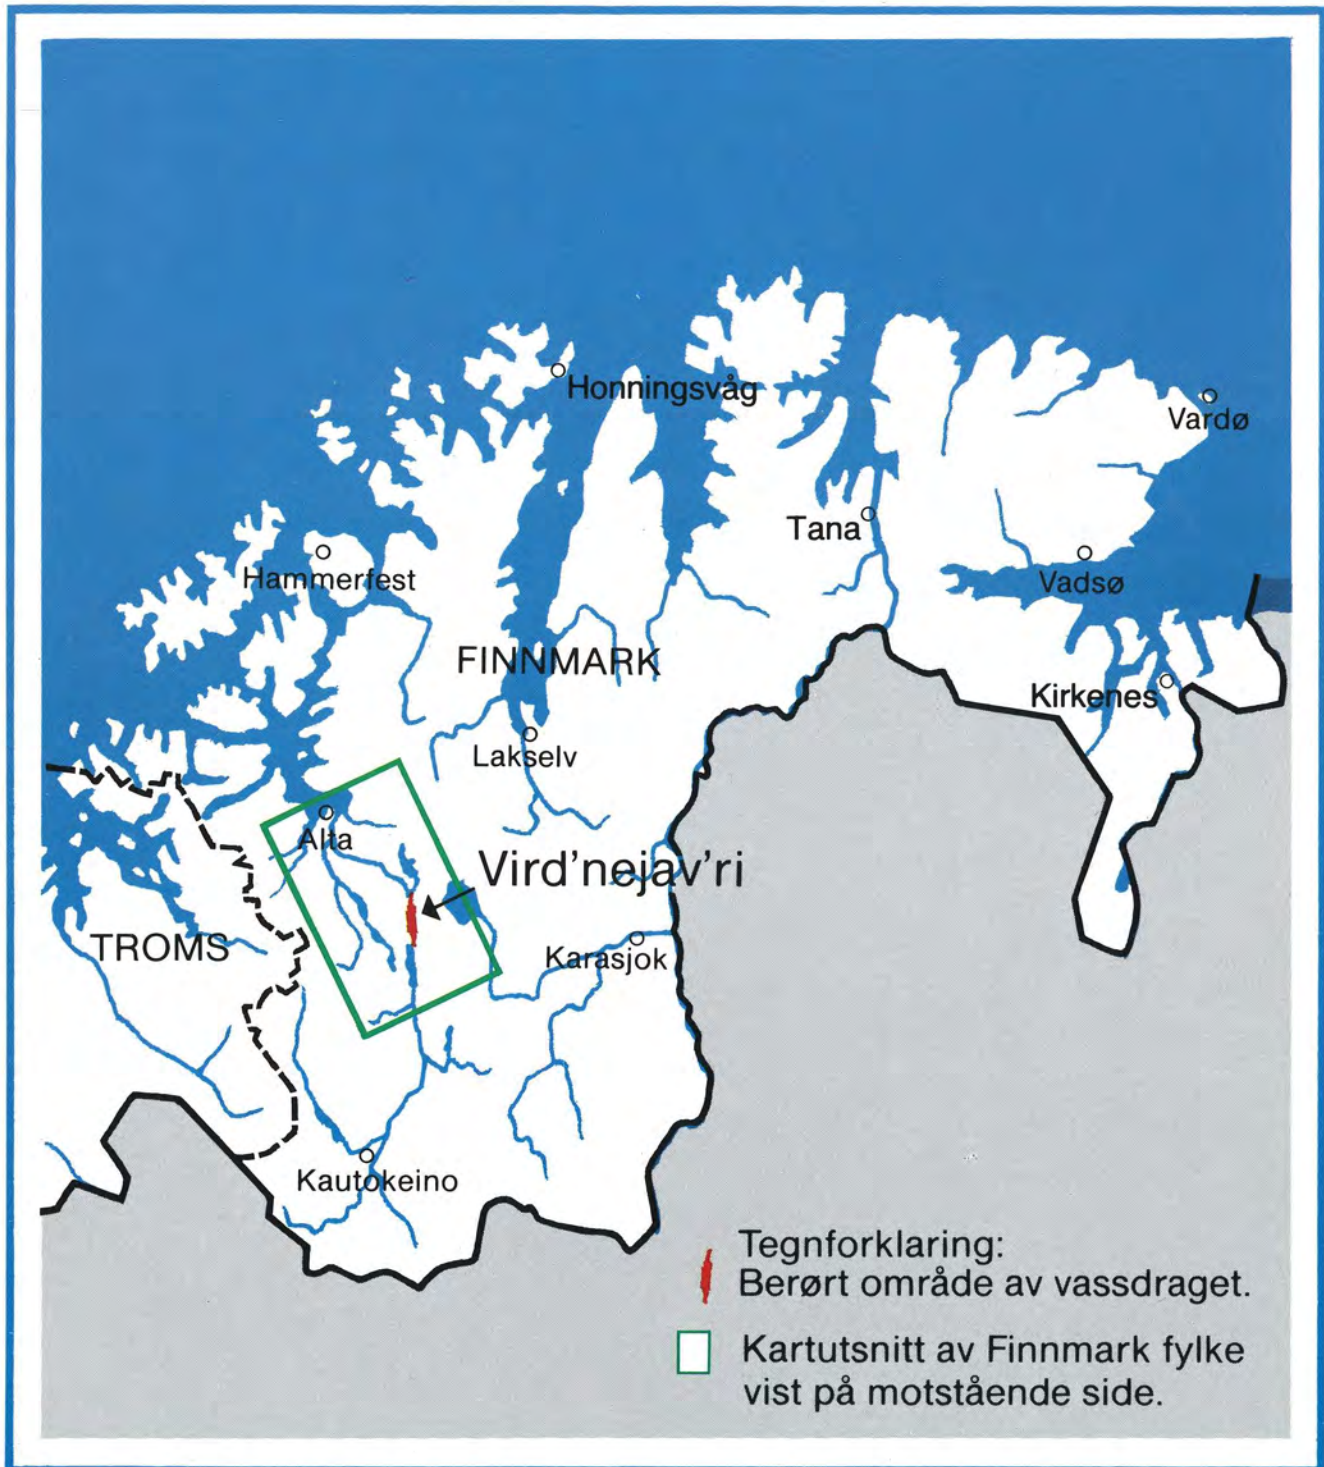 Honningsvåg
Vardø
Tana
Hammerfest
Vadsø
FINNMARK
Kirkenes
Lakselv
Alta
Vird'nejav'ri
TROMS
Karasjok
Kautokeino
Tegnforklaring:
Berørt område av vassdraget.
Kartutsnitt av Finnmark fylke
vist på motstående side.